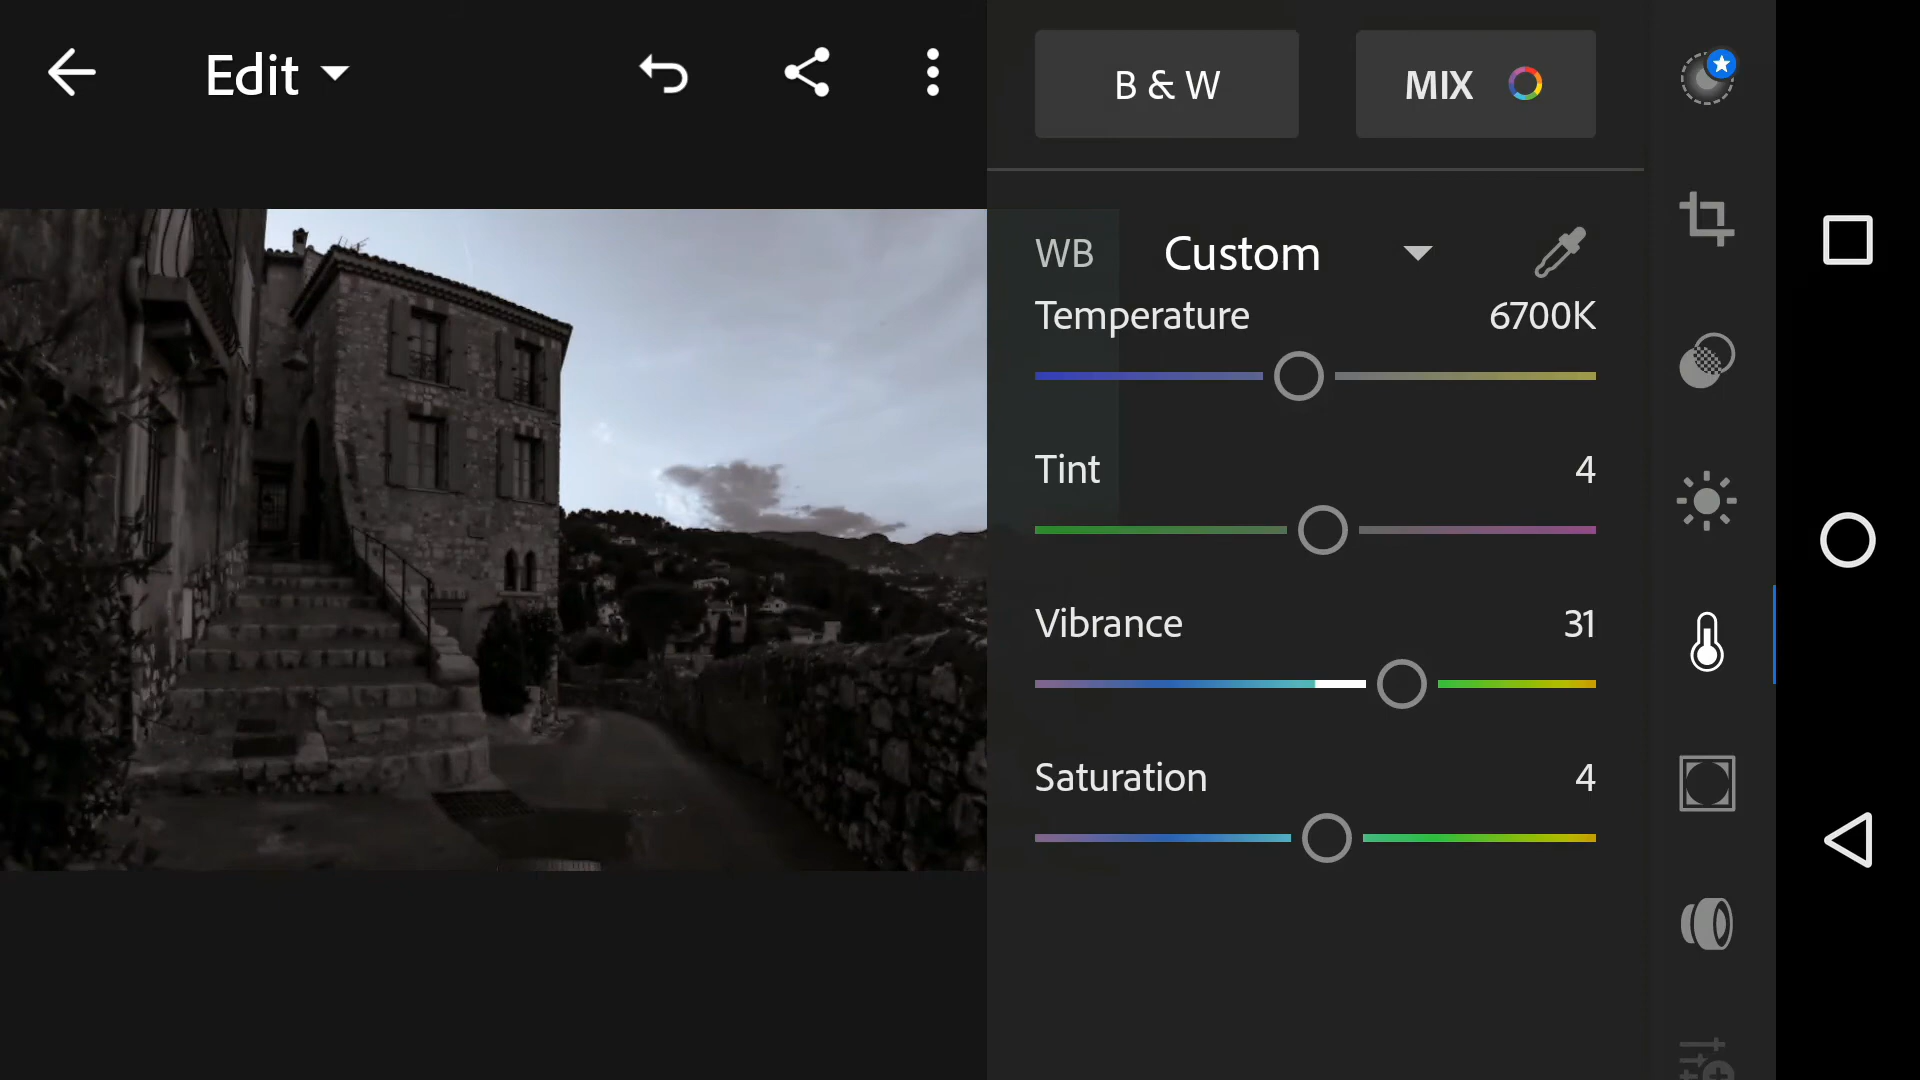 Edit
B & W
MIX
WB Custom
Temperature 6700K
Tint 4
Vibrance 31
Saturation 4